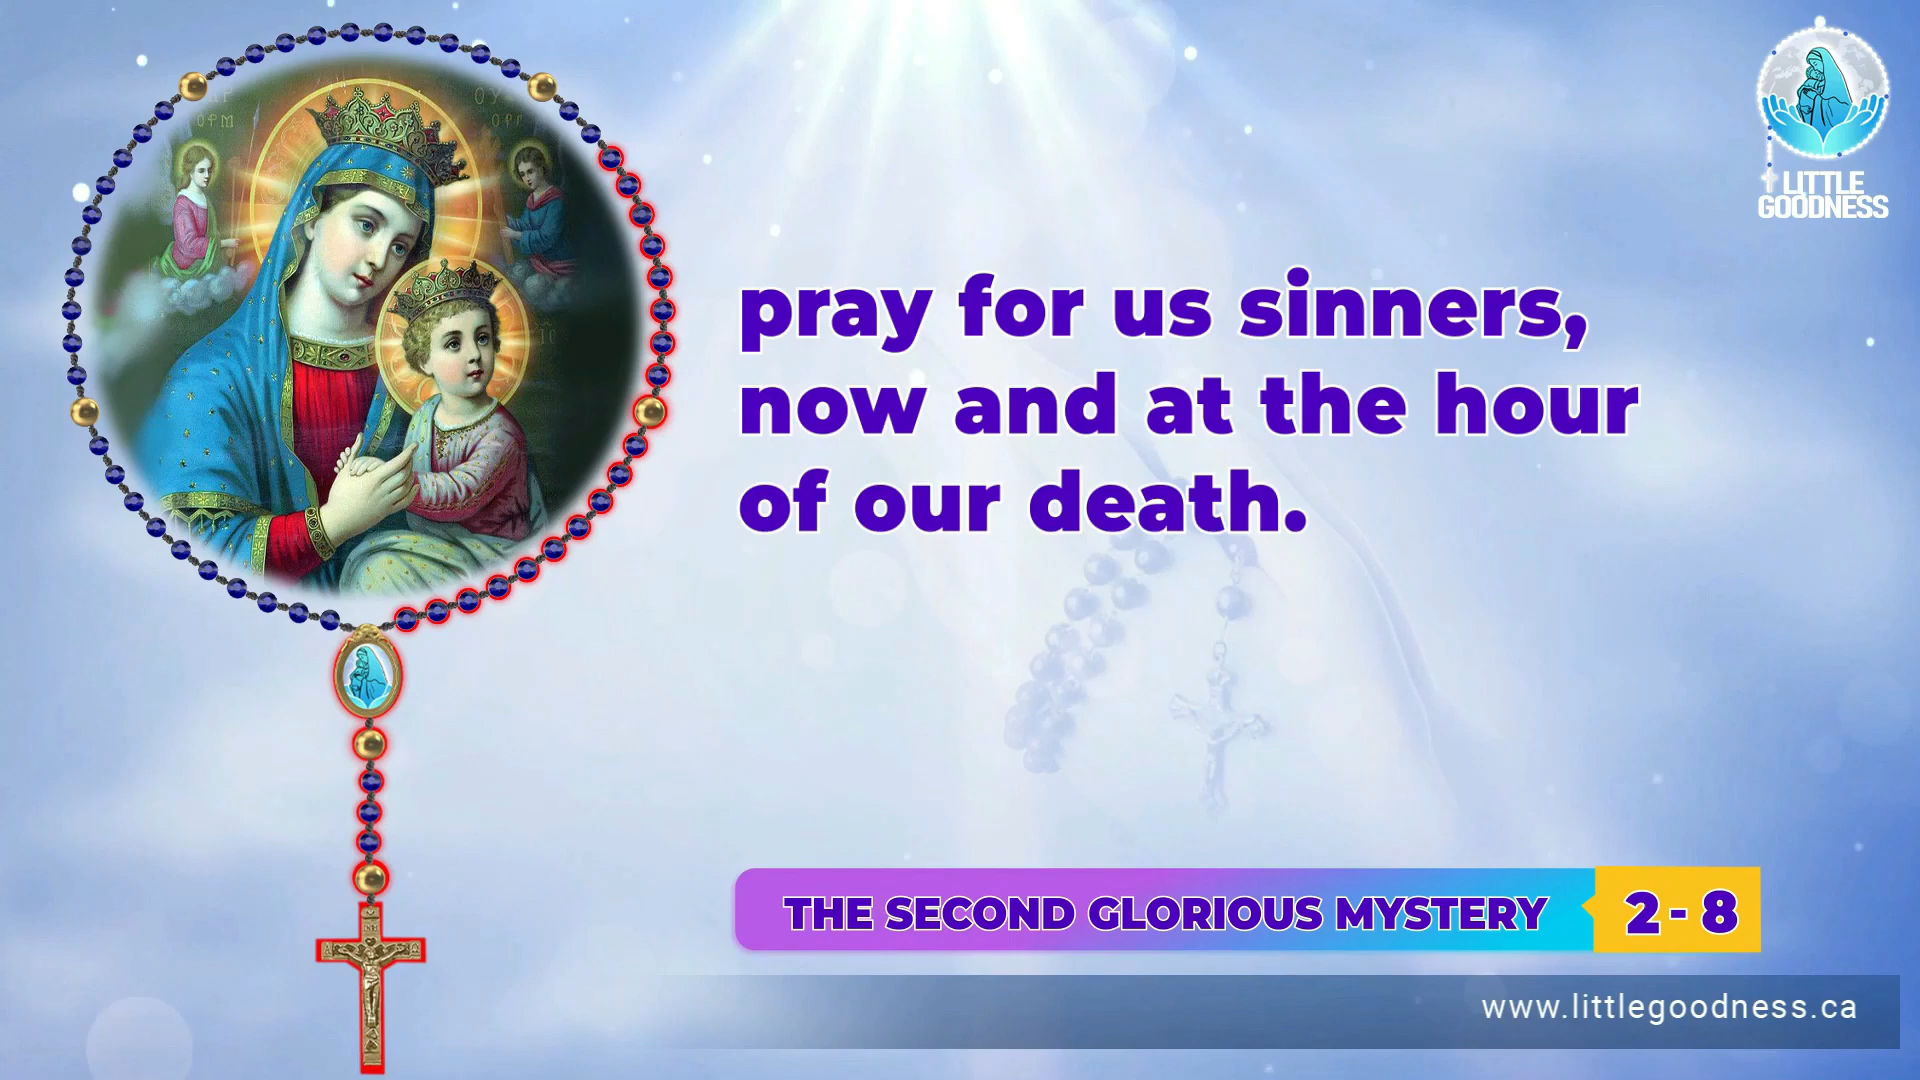 LITTLE
GOODNESS
pray for us sinners,
now and at the hour
of our death.
THE SECOND GLORIOUS MYSTERY
2 - 8
www.littlegoodness.ca